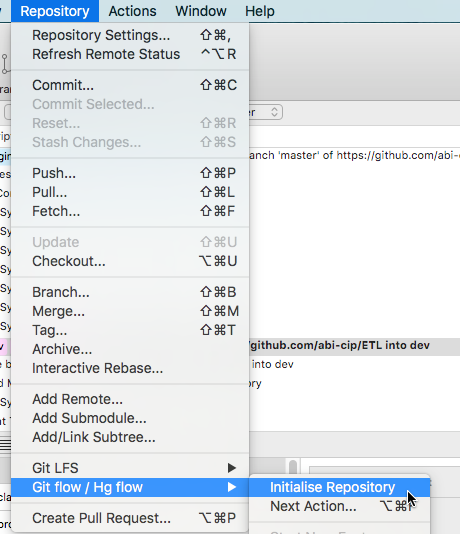 Repository Actions Window Help
Repository Settings... ⇧⌘,
Refresh Remote Status ^⌥R
Commit... ⇧⌘C
Commit Selected...
Reset... ⇧⌘R
Stash Changes... ⇧⌘S
anch 'master' of https://github.com/abi-
Push... ⇧⌘P
Pull... ⇧⌘L
Fetch... ⇧⌘F
Update ⇧⌘U
Checkout... ⌥⌘U
Branch... ⇧⌘B
Merge... ⇧⌘M
Tag... ⇧⌘T
Archive...
/github.com/abi-cip/ETL into dev
Interactive Rebase...
into dev
ory
Add Remote...
Add Submodule...
Add/Link Subtree...
Git LFS ▶
Git flow / Hg flow ▶
Initialise Repository
Next Action... ⌥⌘F
Create Pull Request... ⌥⌘P